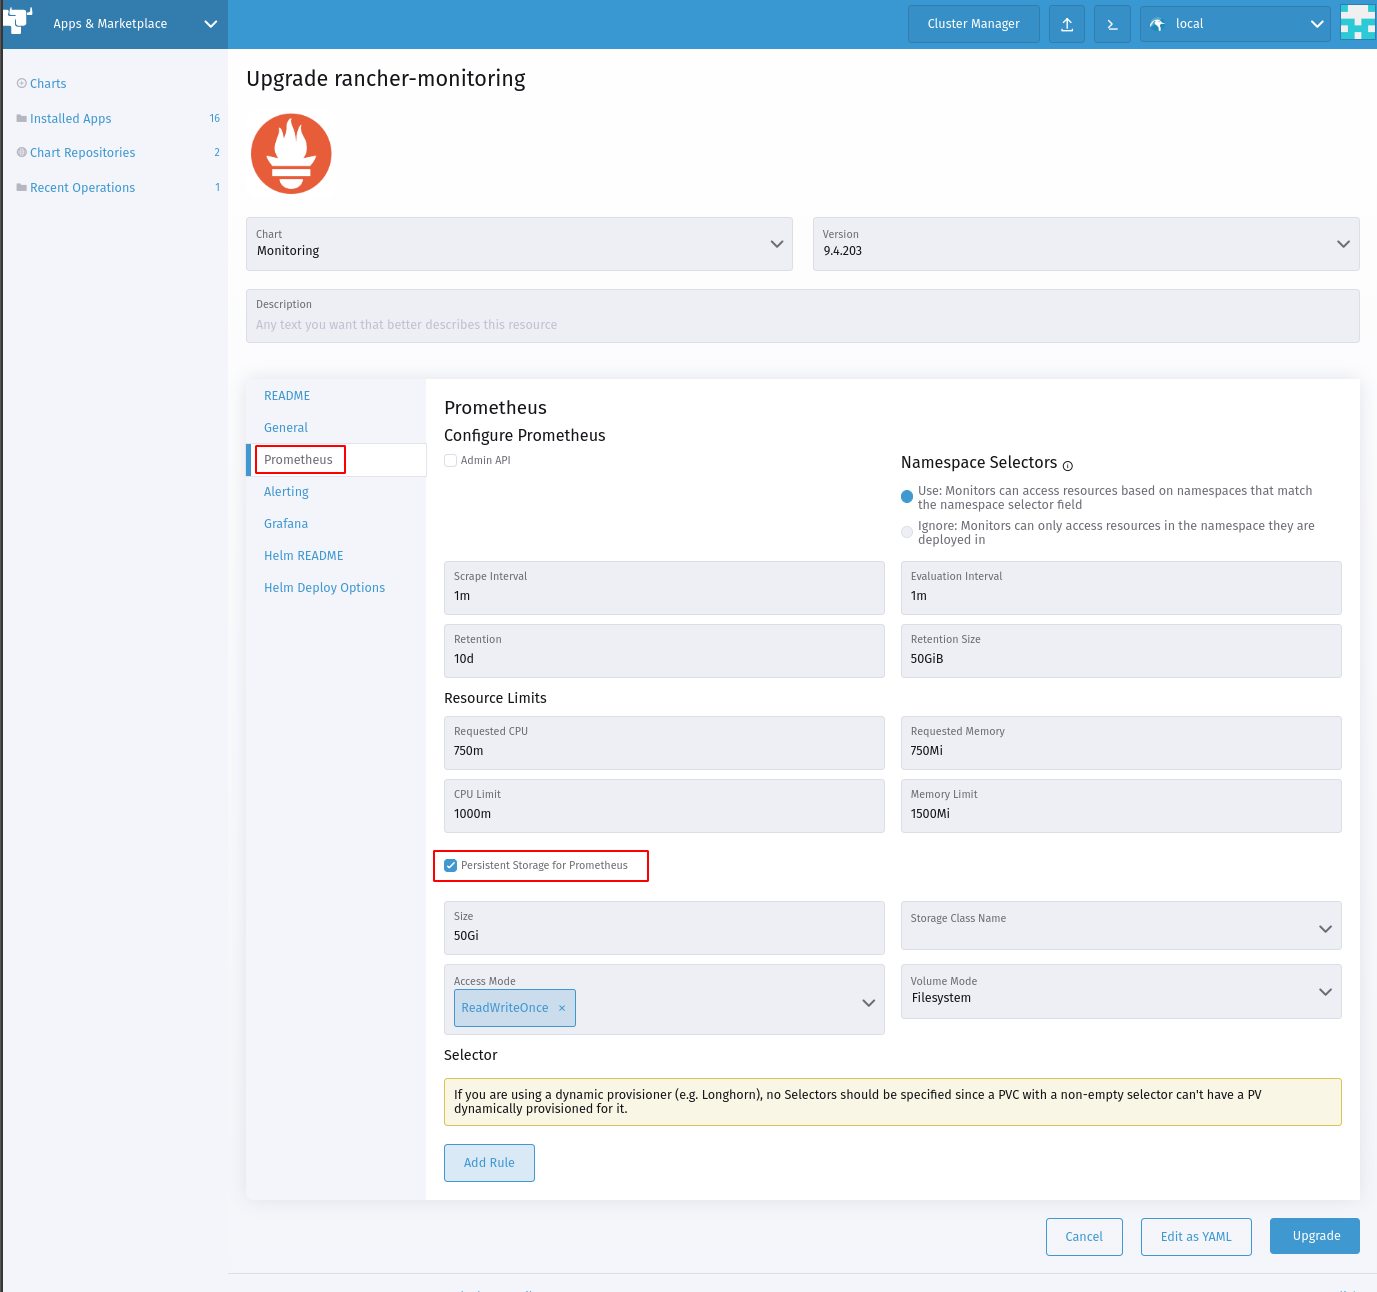 Apps & Marketplace
Cluster Manager
local
Charts
Installed Apps 16
Chart Repositories 2
Recent Operations 1
Upgrade rancher-monitoring
Chart
Monitoring
Version
9.4.203
Description
Any text you want that better describes this resource
README
General
Prometheus
Alerting
Grafana
Helm README
Helm Deploy Options
Prometheus
Configure Prometheus
Admin API
Namespace Selectors
Use: Monitors can access resources based on namespaces that match
the namespace selector field
Ignore: Monitors can only access resources in the namespace they are
deployed in
Scrape Interval
1m
Evaluation Interval
1m
Retention
10d
Retention Size
50GiB
Resource Limits
Requested CPU
750m
Requested Memory
750Mi
CPU Limit
1000m
Memory Limit
1500Mi
Persistent Storage for Prometheus
Size
50Gi
Storage Class Name
Access Mode
ReadWriteOnce ×
Volume Mode
Filesystem
Selector
If you are using a dynamic provisioner (e.g. Longhorn), no Selectors should be specified since a PVC with a non-empty selector can't have a PV
dynamically provisioned for it.
Add Rule
Cancel
Edit as YAML
Upgrade